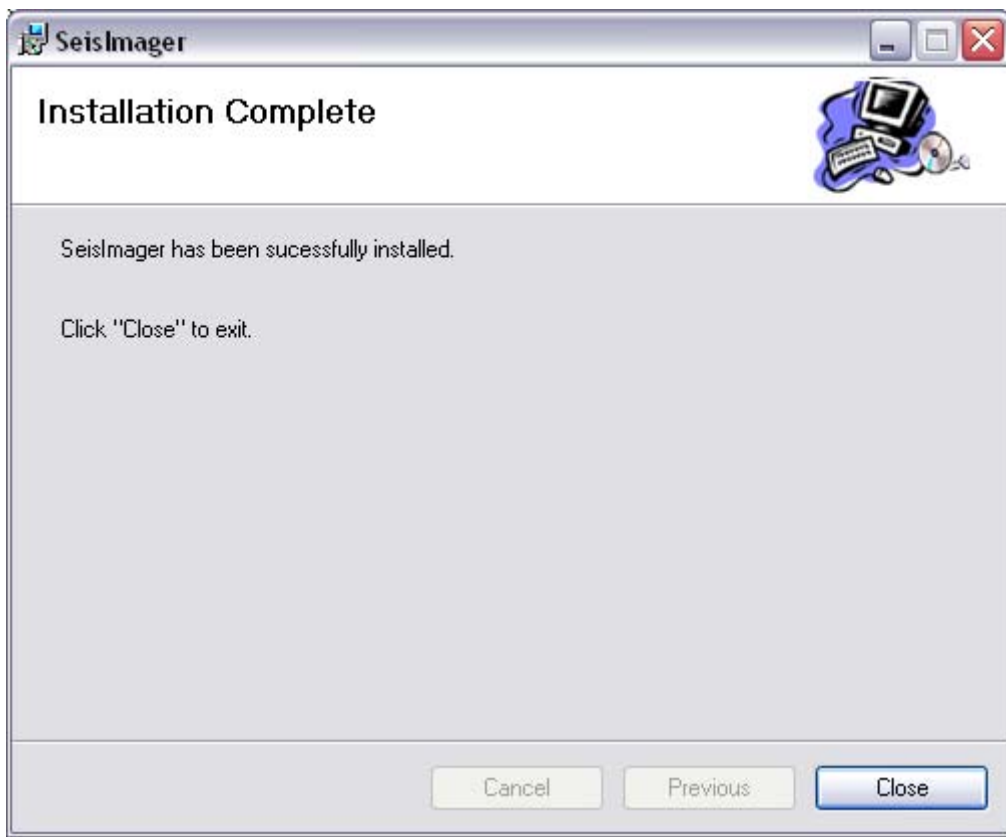 SeisImager
Installation Complete
SeisImager has been sucessfully installed.
Click "Close" to exit.
Cancel Previous Close